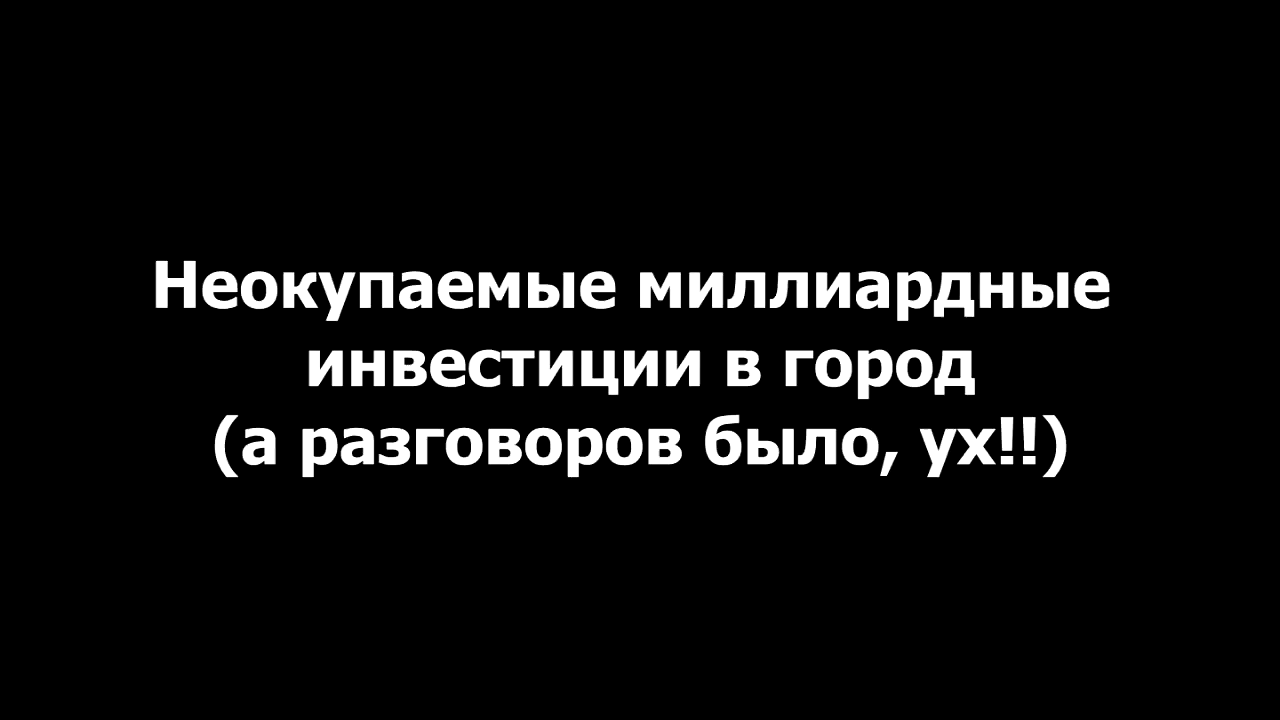 Неокупаемые миллиардные
инвестиции в город
(а разговоров было, ух!!)